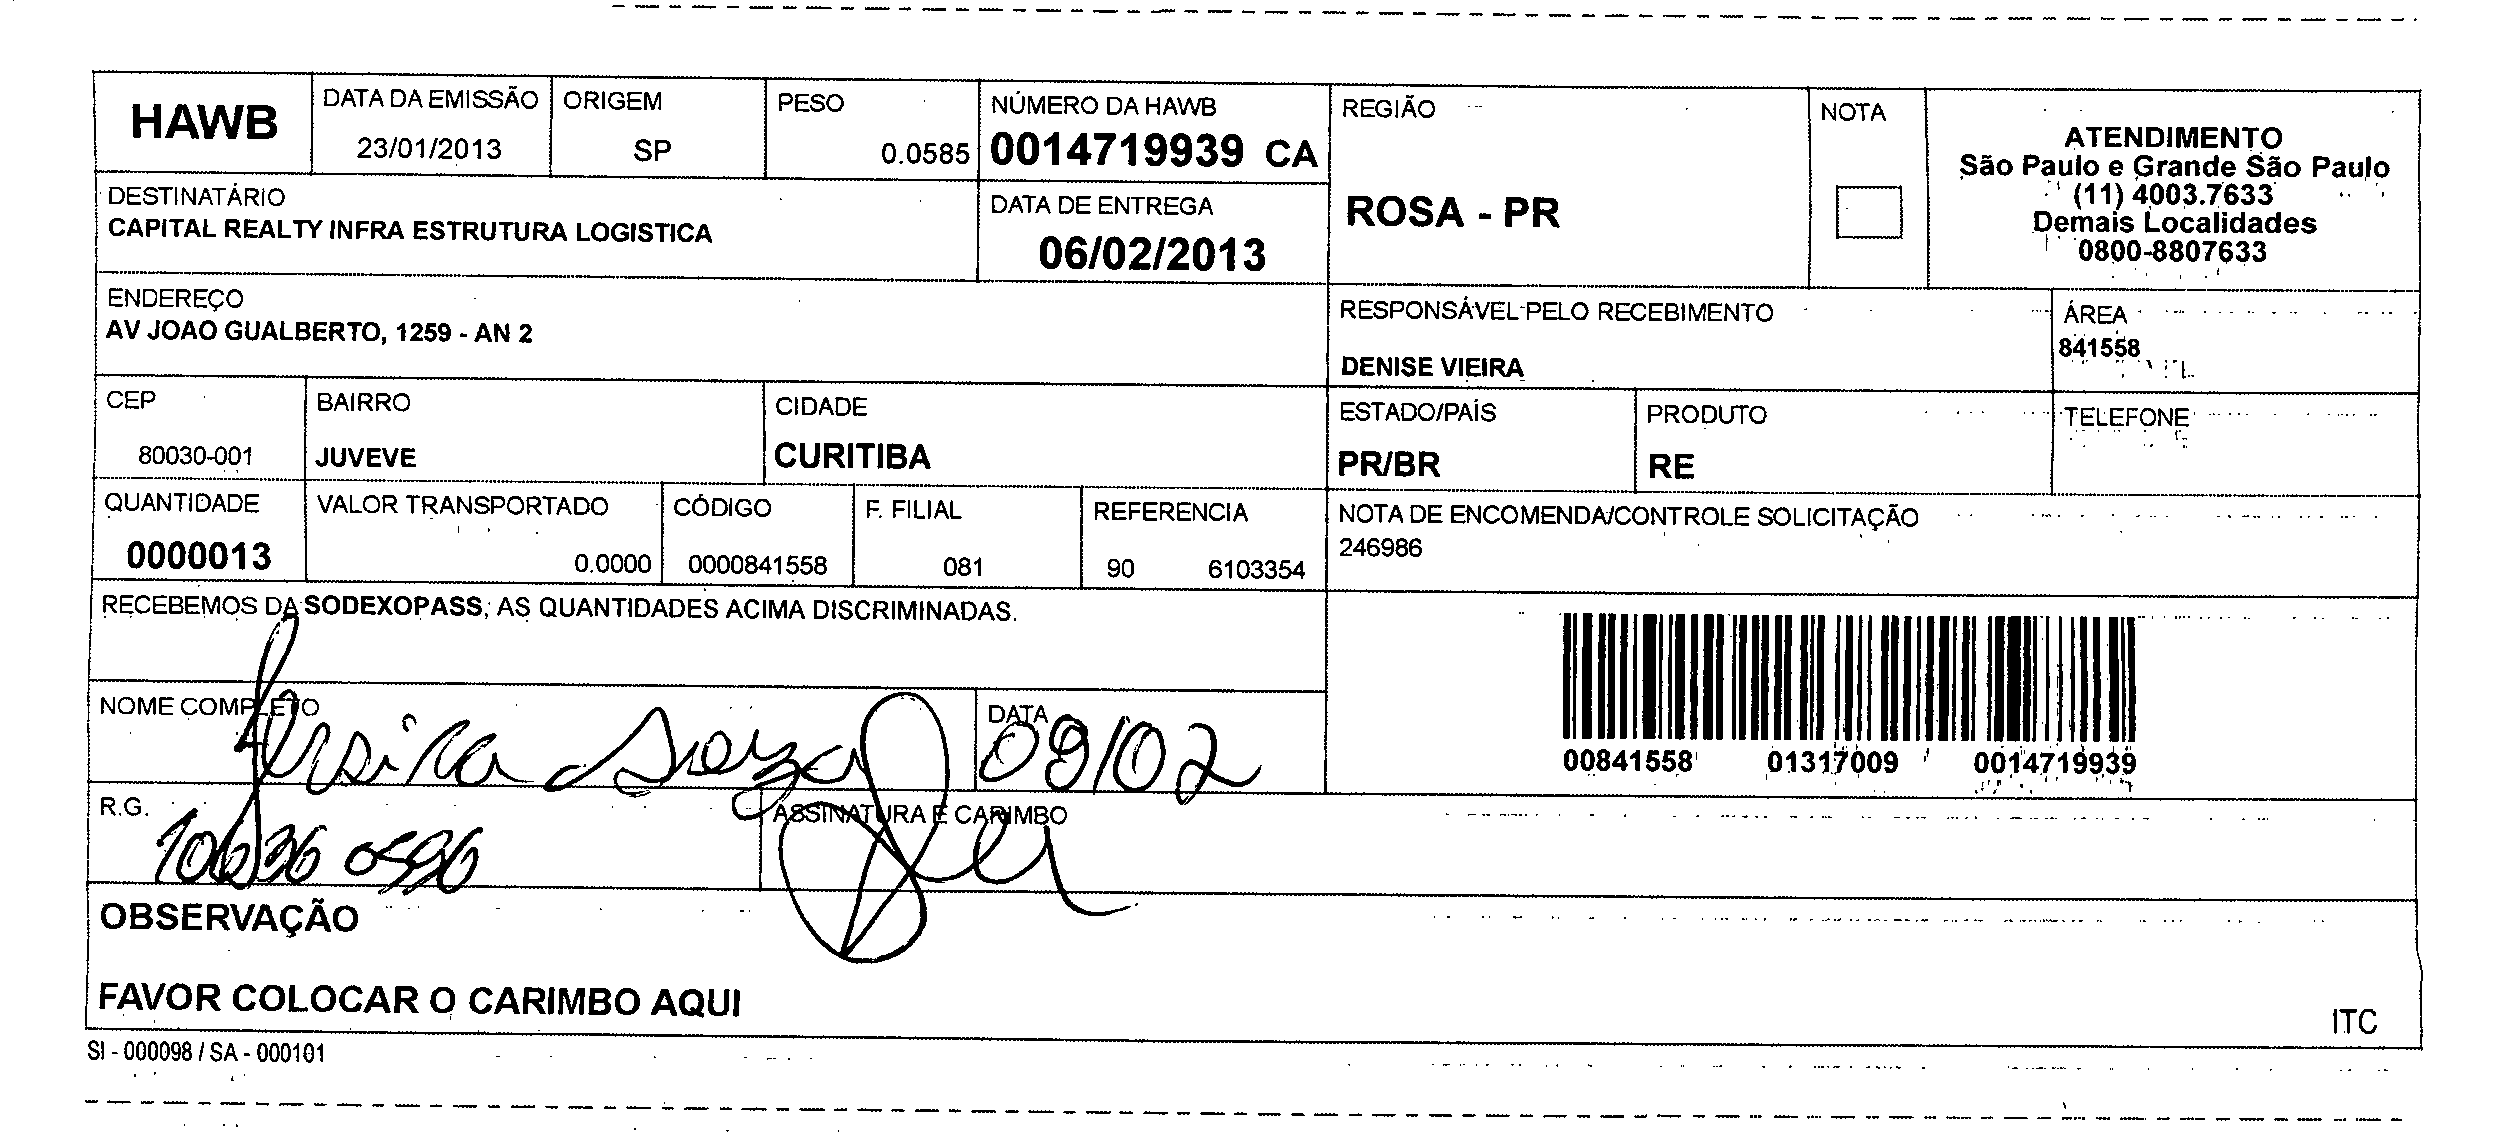 HAWB
DATA DA EMISSÃO
23/01/2013
ORIGEM
SP
PESO
0.0585
NÚMERO DA HAWB
0014719939 CA
REGIÃO
ROSA - PR
NOTA
ATENDIMENTO
São Paulo e Grande São Paulo
(11) 4003.7633
Demais Localidades
0800-8807633
DESTINATÁRIO
CAPITAL REALTY INFRA ESTRUTURA LOGISTICA
DATA DE ENTREGA
06/02/2013
ENDEREÇO
AV JOAO GUALBERTO, 1259 - AN 2
RESPONSÁVEL PELO RECEBIMENTO
DENISE VIEIRA
ÁREA
841558
CEP
80030-001
BAIRRO
JUVEVE
CIDADE
CURITIBA
ESTADO/PAÍS
PR/BR
PRODUTO
RE
TELEFONE
QUANTIDADE
0000013
VALOR TRANSPORTADO
0.0000
CÓDIGO
0000841558
F. FILIAL
081
REFERENCIA
90 6103354
NOTA DE ENCOMENDA/CONTROLE SOLICITAÇÃO
246986
RECEBEMOS DA SODEXOPASS, AS QUANTIDADES ACIMA DISCRIMINADAS.
00841558 01317009 0014719939
NOME COMPLETO
Souza
DATA
R.G.
ASSINATURA E CARIMBO
OBSERVAÇÃO
FAVOR COLOCAR O CARIMBO AQUI
ITC
SI - 000098 / SA - 000101